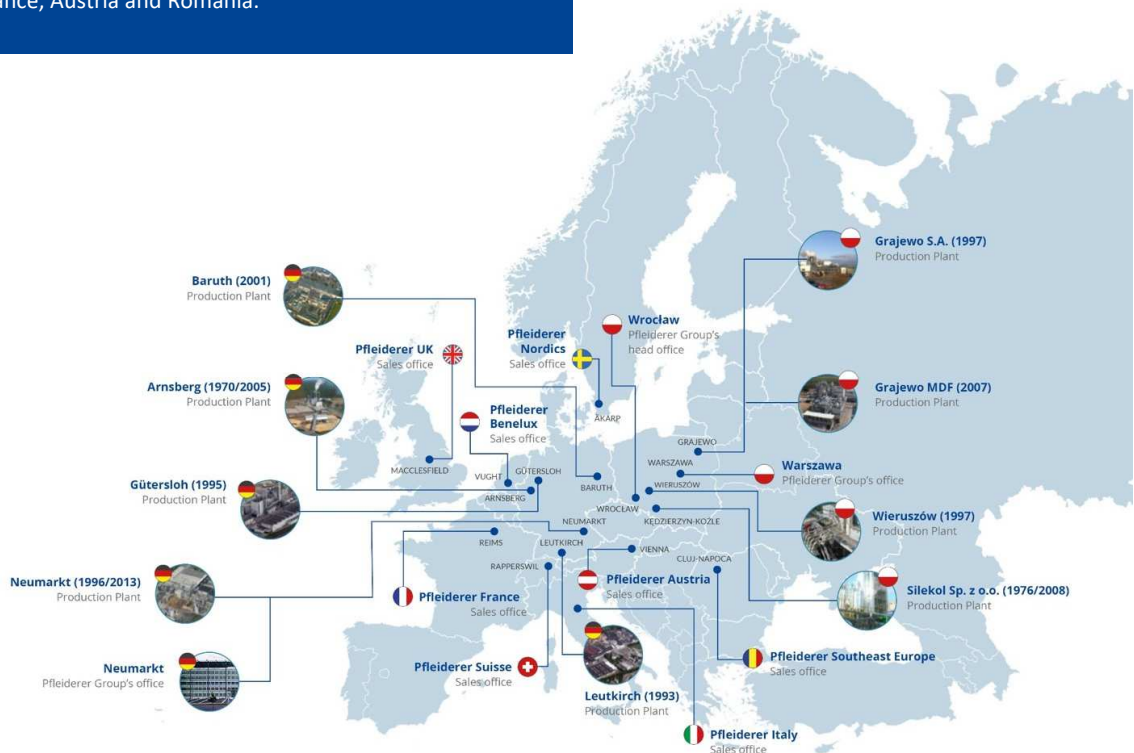 ance, Austria and Romania.
Grajewo S.A. (1997)
Production Plant
Baruth (2001)
Production Plant
Wrocław
Pfleiderer Group's
head office
Pfleiderer
Nordics
Sales office
Pfleiderer UK
Sales office
Arnsberg (1970/2005)
Production Plant
Grajewo MDF (2007)
Production Plant
Pfleiderer
Benelux
Sales office
ÅKARP
GRAJEWO
MACCLESFIELD
WARSZAWA
Warszawa
Pfleiderer Group's office
VUGHT
GÜTERSLOH
ARNSBERG
BARUTH
WIERUSZÓW
WROCŁAW
KĘDZIERZYN-KOŹLE
Gütersloh (1995)
Production Plant
Wieruszów (1997)
Production Plant
NEUMARKT
REIMS
LEUTKIRCH
RAPPERSWIL
VIENNA
CLUJ-NAPOCA
Neumarkt (1996/2013)
Production Plant
Pfleiderer France
Sales office
Pfleiderer Austria
Sales office
Silekol Sp. z o.o. (1976/2008)
Production Plant
Neumarkt
Pfleiderer Group's office
Pfleiderer Suisse
Sales office
Leutkirch (1993)
Production Plant
Pfleiderer Southeast Europe
Sales office
Pfleiderer Italy
Sales office